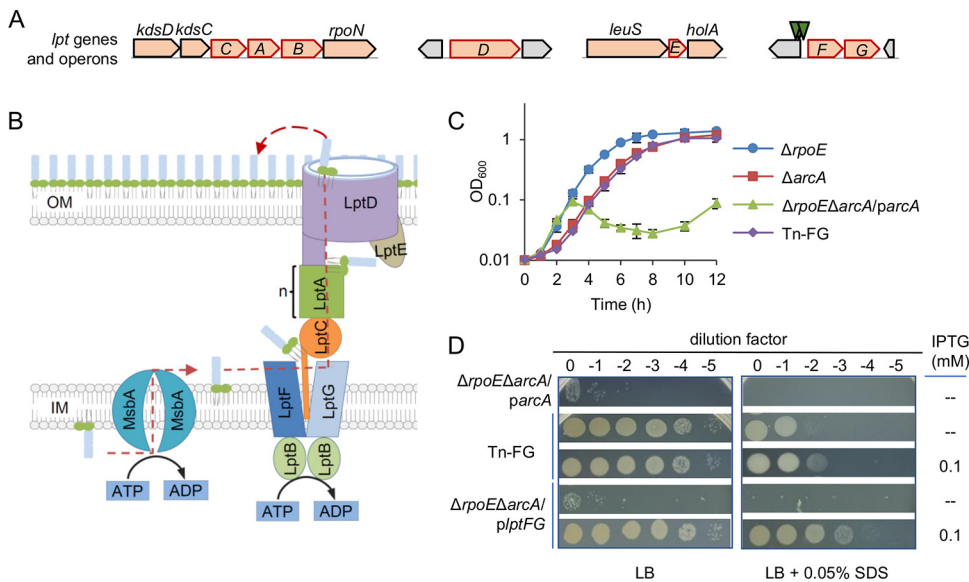 A
lpt genes
and operons
kdsD kdsC rpoN
C A B
D
leuS holA
E
F G
B
OM
LptD
LptE
n
LptA
LptC
IM
MsbA
MsbA
LptF
LptG
LptB
LptB
ATP ADP
ATP ADP
C
OD600
1
0.1
0.01
0 2 4 6 8 10 12
Time (h)
ΔrpoE
ΔarcA
ΔrpoEΔarcA/parcA
Tn-FG
D
dilution factor
IPTG
(mM)
0 -1 -2 -3 -4 -5 0 -1 -2 -3 -4 -5
ΔrpoEΔarcA/
parcA
--
--
Tn-FG
0.1
ΔrpoEΔarcA/
plptFG
--
0.1
LB
LB + 0.05% SDS